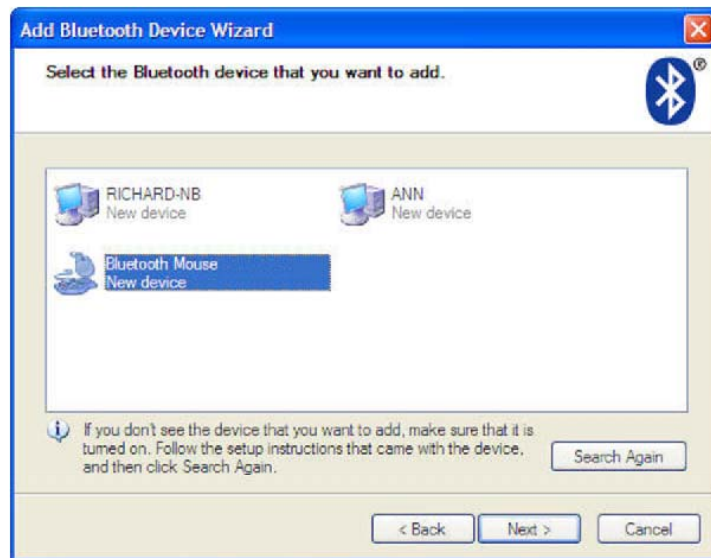 Add Bluetooth Device Wizard
Select the Bluetooth device that you want to add.
®
RICHARD-NB
New device
ANN
New device
Bluetooth Mouse
New device
If you don't see the device that you want to add, make sure that it is
turned on. Follow the setup instructions that came with the device,
and then click Search Again.
Search Again
< Back
Next >
Cancel